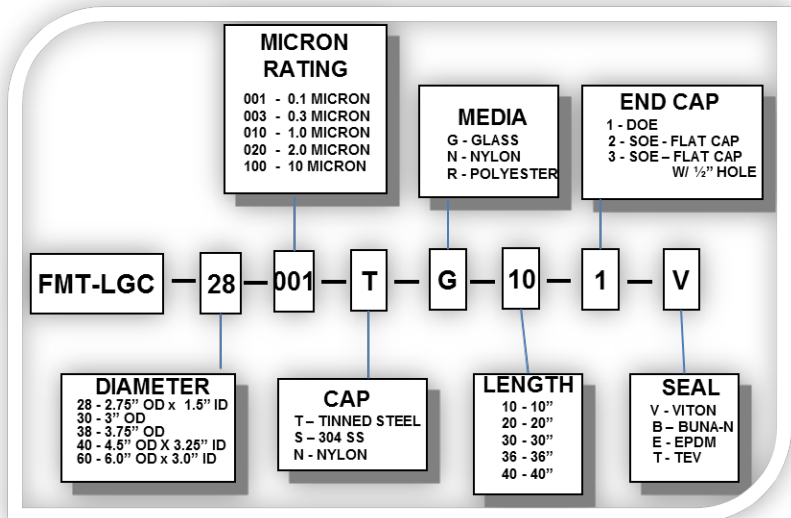 MICRON
RATING
001 - 0.1 MICRON
003 - 0.3 MICRON
010 - 1.0 MICRON
020 - 2.0 MICRON
100 - 10 MICRON
MEDIA
G - GLASS
N - NYLON
R - POLYESTER
END CAP
1 - DOE
2 - SOE - FLAT CAP
3 - SOE – FLAT CAP
W/ ½” HOLE
FMT-LGC — 28 — 001 — T — G — 10 — 1 — V
DIAMETER
28 - 2.75” OD x 1.5” ID
30 - 3” OD
38 - 3.75” OD
40 - 4.5” OD X 3.25” ID
60 - 6.0” OD x 3.0” ID
CAP
T – TINNED STEEL
S – 304 SS
N - NYLON
LENGTH
10 - 10”
20 - 20”
30 - 30”
36 - 36”
40 - 40”
SEAL
V - VITON
B – BUNA-N
E - EPDM
T - TEV